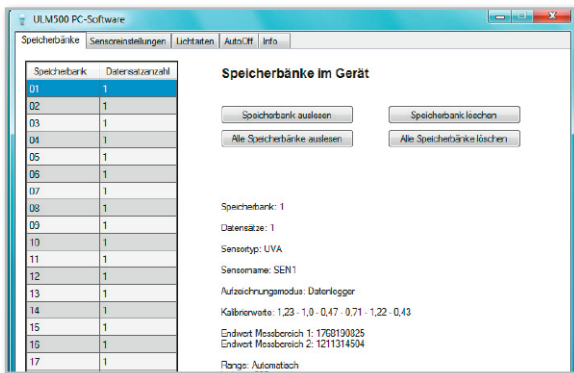 ULM500 PC-Software
Speicherbänke Sensoreinstellungen Lichtarten AutoOff Info
Speicherbank Datensatzanzahl
01 1
02 1
03 1
04 1
05 1
06 1
07 1
08 1
09 1
10 1
11 1
12 1
13 1
14 1
15 1
16 1
17 1
Speicherbänke im Gerät
Speicherbank auslesen Speicherbank löschen
Alle Speicherbänke auslesen Alle Speicherbänke löschen
Speicherbank: 1
Datensätze: 1
Sensortyp: UVA
Sensorname: SEN1
Aufzeichnungsmodus: Datenlogger
Kalibrierwerte: 1,23 - 1,0 - 0,47 - 0,71 - 1,22 - 0,43
Endwert Messbereich 1: 1768190825
Endwert Messbereich 2: 1211314504
Range: Automatisch